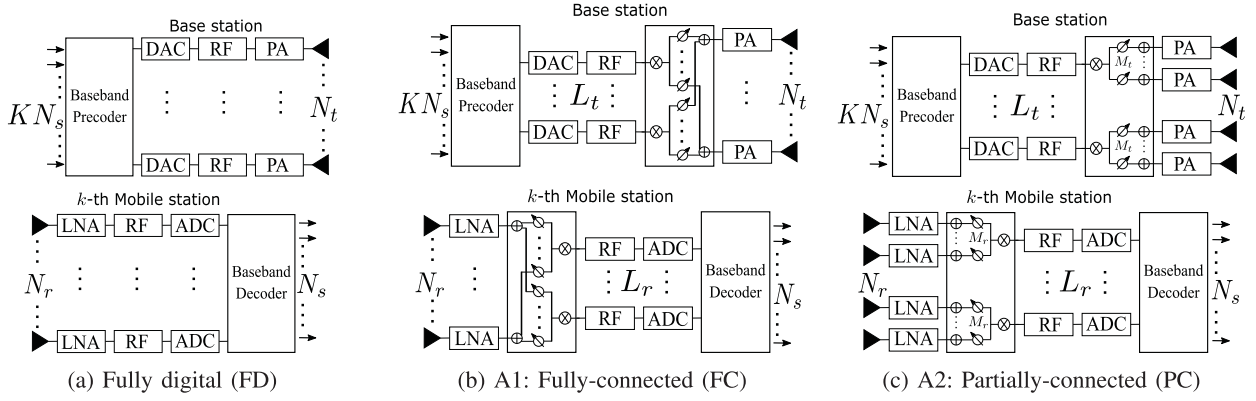 Base station
KN_s
Baseband
Precoder
DAC RF PA
DAC RF PA
N_t
k-th Mobile station
N_r
LNA RF ADC
LNA RF ADC
Baseband
Decoder
N_s
(a) Fully digital (FD)
Base station
KN_s
Baseband
Precoder
DAC RF
L_t
DAC RF
PA
PA
N_t
k-th Mobile station
N_r
LNA
LNA
RF ADC
L_r
RF ADC
Baseband
Decoder
N_s
(b) A1: Fully-connected (FC)
Base station
KN_s
Baseband
Precoder
DAC RF
L_t
DAC RF
M_t
M_t
PA
PA
PA
PA
N_t
k-th Mobile station
N_r
LNA
LNA
LNA
LNA
M_r
M_r
RF ADC
L_r
RF ADC
Baseband
Decoder
N_s
(c) A2: Partially-connected (PC)